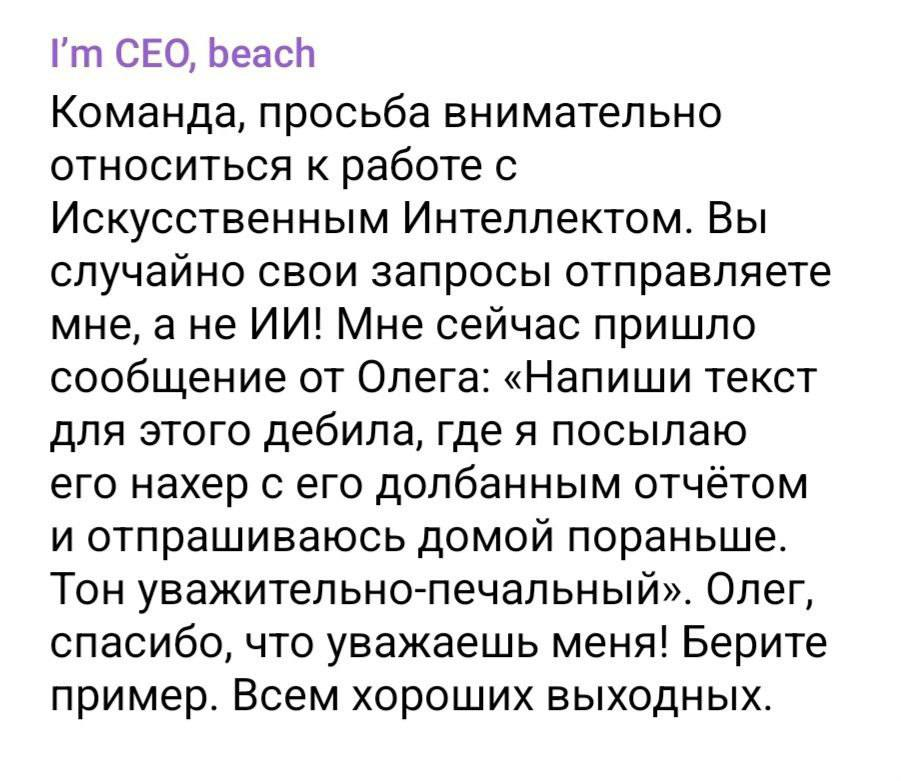 I’m CEO, beach
Команда, просьба внимательно
относиться к работе с
Искусственным Интеллектом. Вы
случайно свои запросы отправляете
мне, а не ИИ! Мне сейчас пришло
сообщение от Олега: «Напиши текст
для этого дебила, где я посылаю
его нахер с его долбанным отчётом
и отпрашиваюсь домой пораньше.
Тон уважительно-печальный». Олег,
спасибо, что уважаешь меня! Берите
пример. Всем хороших выходных.